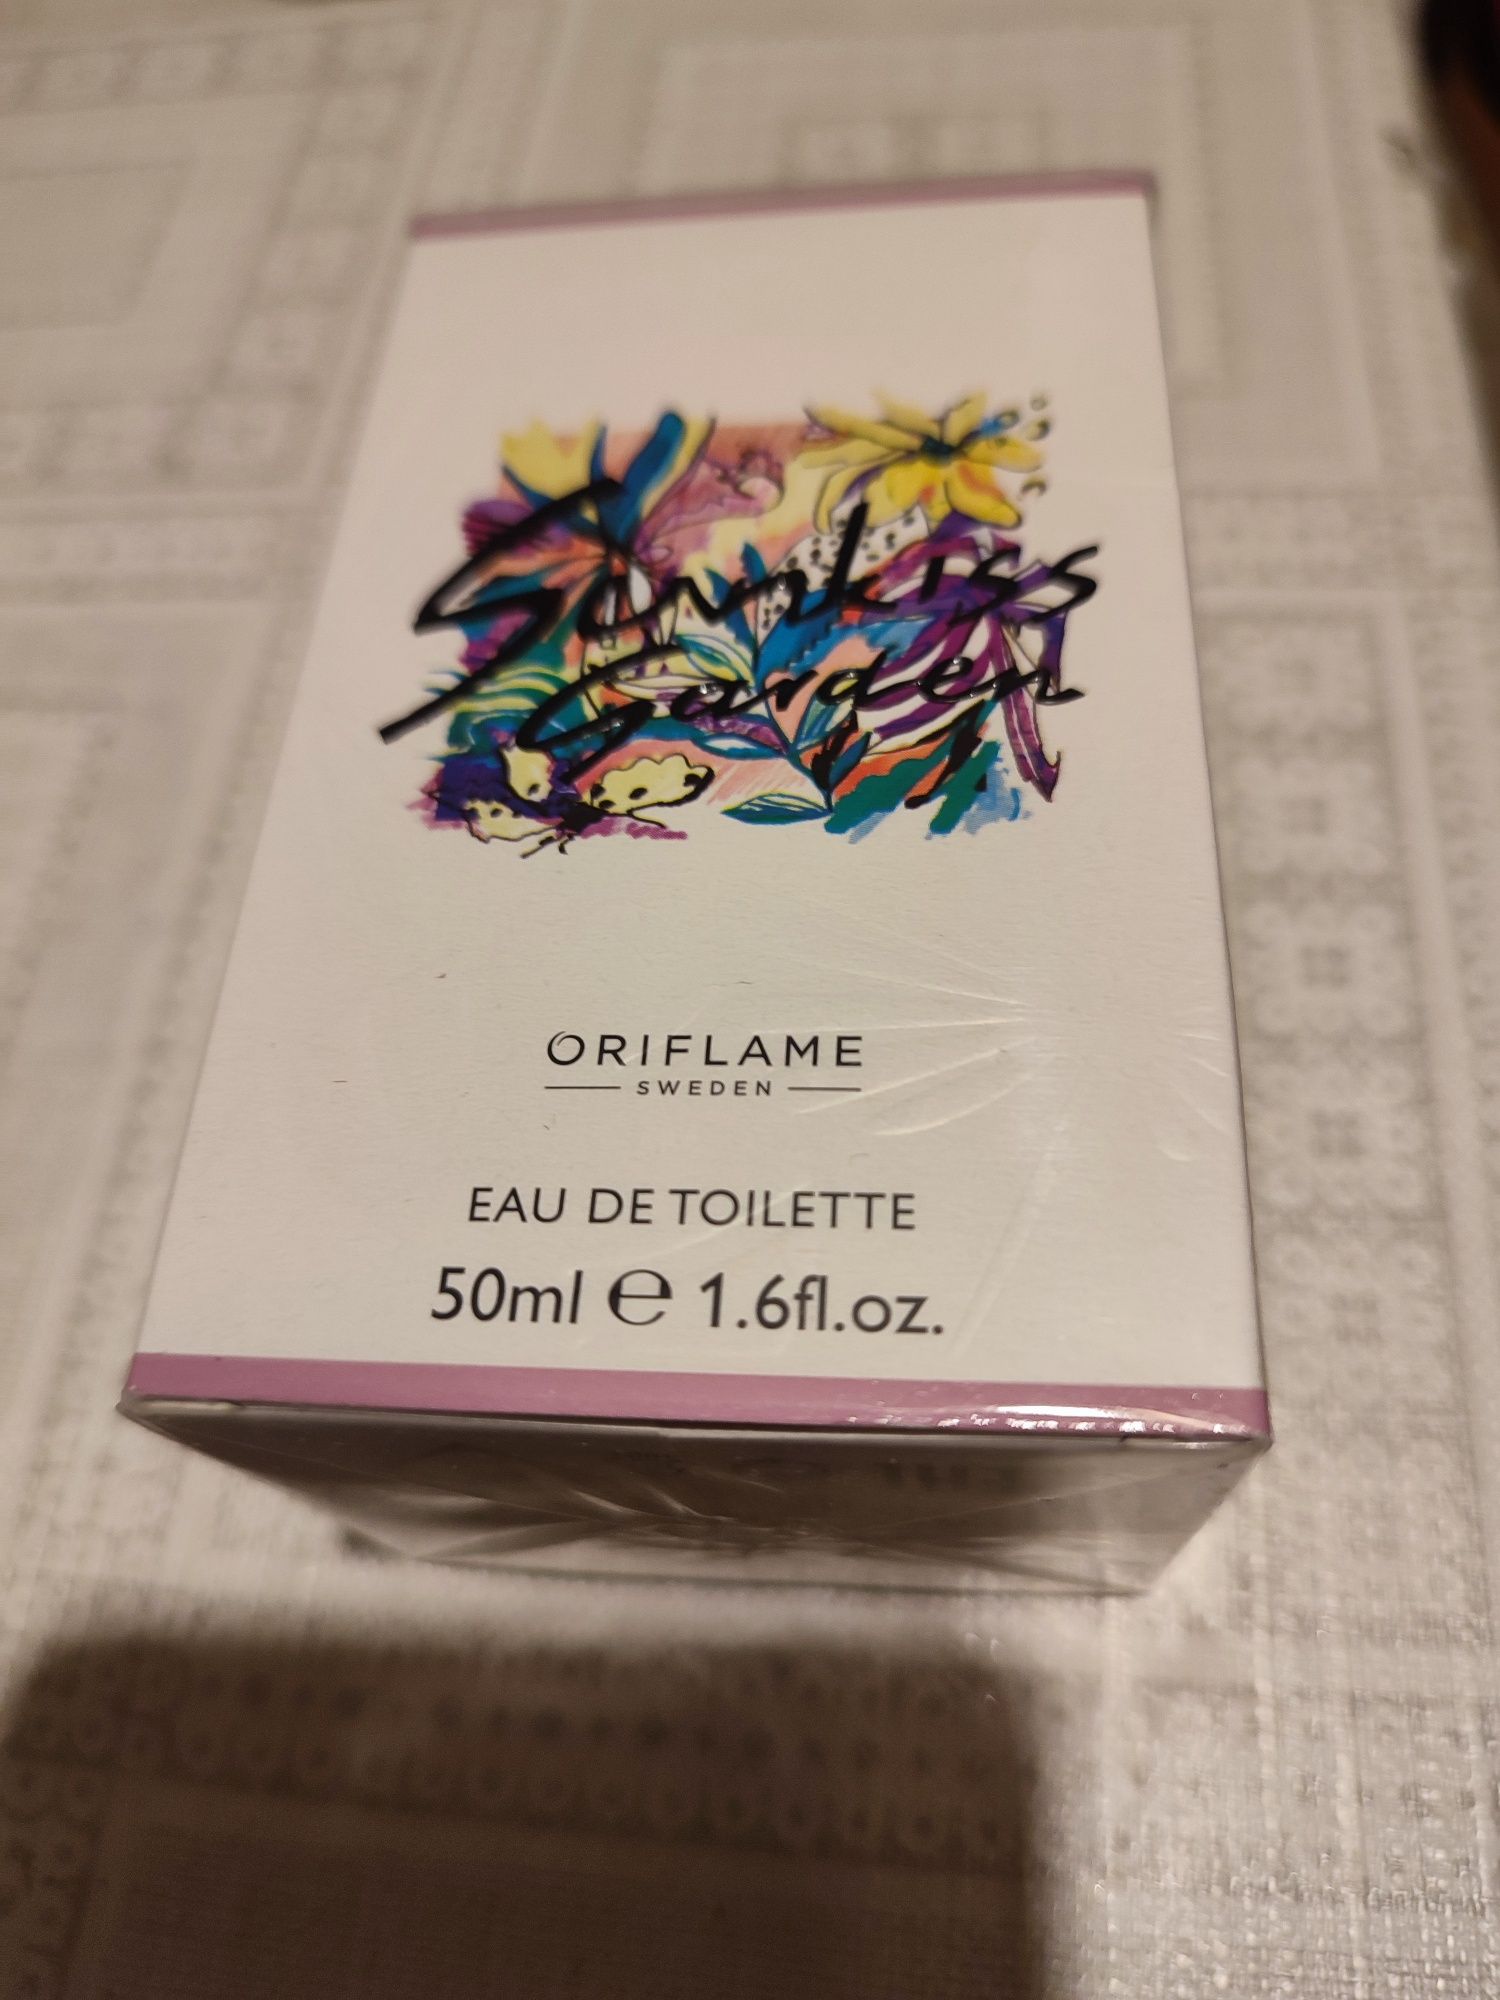 Sunkiss
Garden
ORIFLAME
SWEDEN
EAU DE TOILETTE
50ml ℮ 1.6fl.oz.